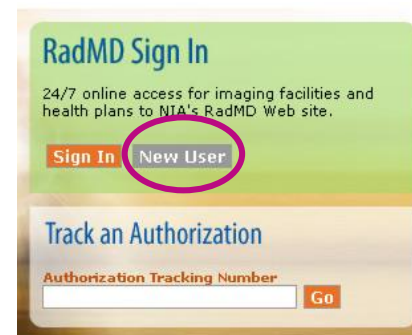 RadMD Sign In
24/7 online access for imaging facilities and
health plans to NIA's RadMD Web site.
Sign In New User
Track an Authorization
Authorization Tracking Number
Go